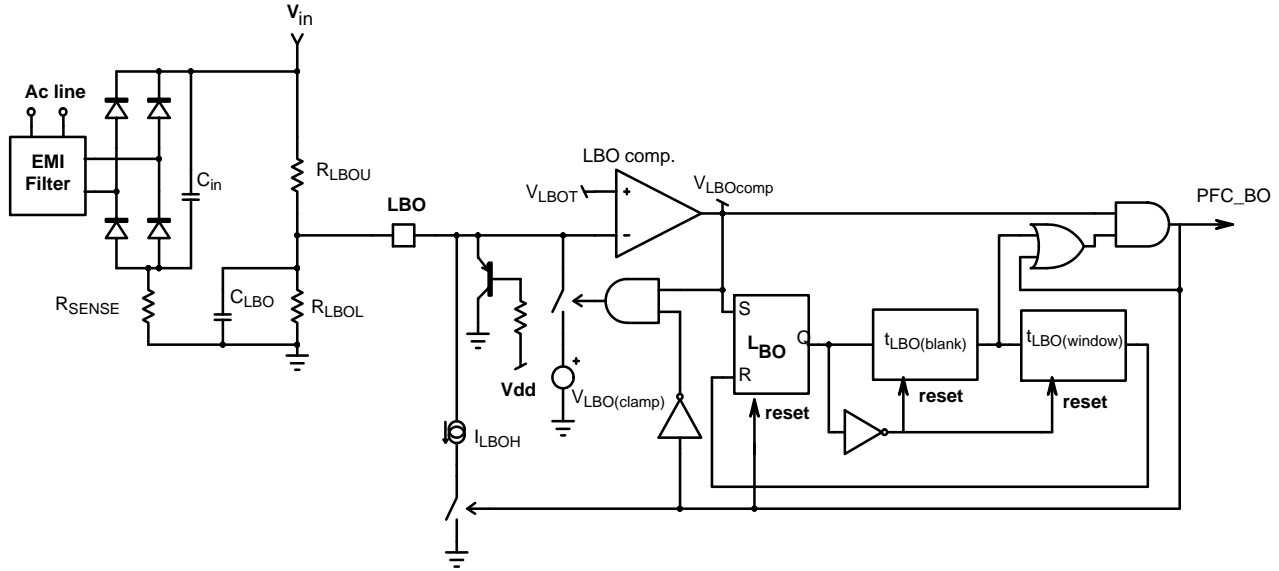 Vin
Ac line
EMI
Filter
Cin
RLBOU
LBO
RSENSE
CLBO
RLBOL
LBO comp.
VLBOT
+
−
VLBOcomp
PFC_BO
Vdd
+
VLBO(clamp)
ILBOH
S
LBO
Q
R
reset
tLBO(blank)
reset
tLBO(window)
reset